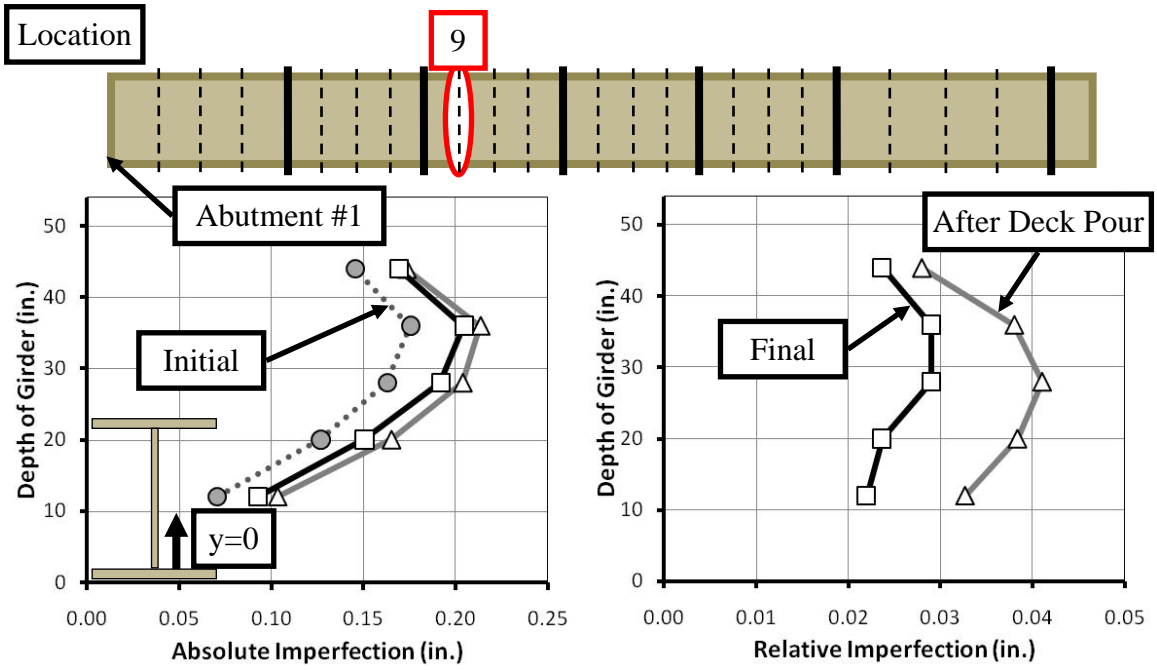 Location
9
Abutment #1
After Deck Pour
Initial
Final
y=0
Depth of Girder (in.)
50
40
30
20
10
0
0.00 0.05 0.10 0.15 0.20 0.25
Absolute Imperfection (in.)
Depth of Girder (in.)
50
40
30
20
10
0
0.00 0.01 0.02 0.03 0.04 0.05
Relative Imperfection (in.)